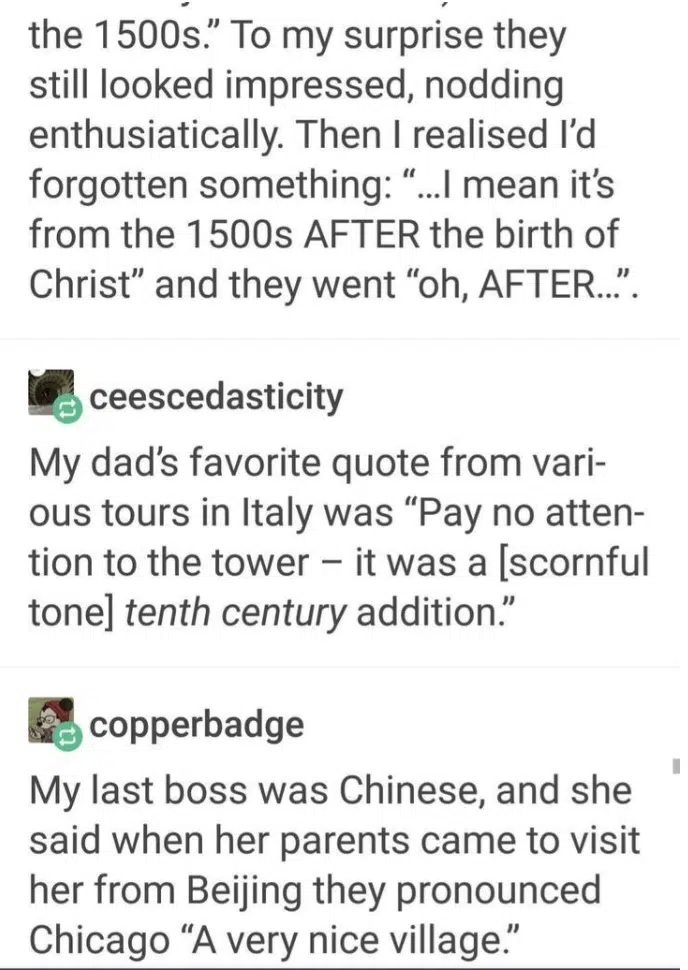 the 1500s.” To my surprise they
still looked impressed, nodding
enthusiatically. Then I realised I’d
forgotten something: “...I mean it’s
from the 1500s AFTER the birth of
Christ” and they went “oh, AFTER...”.
ceescedasticity
My dad’s favorite quote from vari-
ous tours in Italy was “Pay no atten-
tion to the tower – it was a [scornful
tone] tenth century addition.”
copperbadge
My last boss was Chinese, and she
said when her parents came to visit
her from Beijing they pronounced
Chicago “A very nice village.”